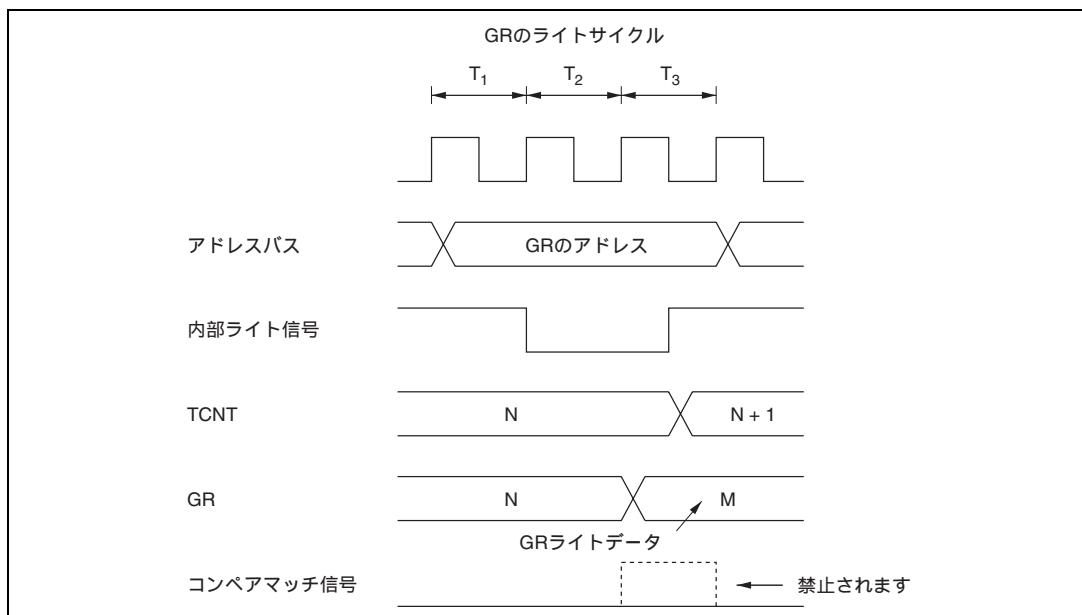 GRのライトサイクル
T1 T2 T3
アドレスバス GRのアドレス
内部ライト信号
TCNT N N + 1
GR N M
GRライトデータ
コンペアマッチ信号 禁止されます